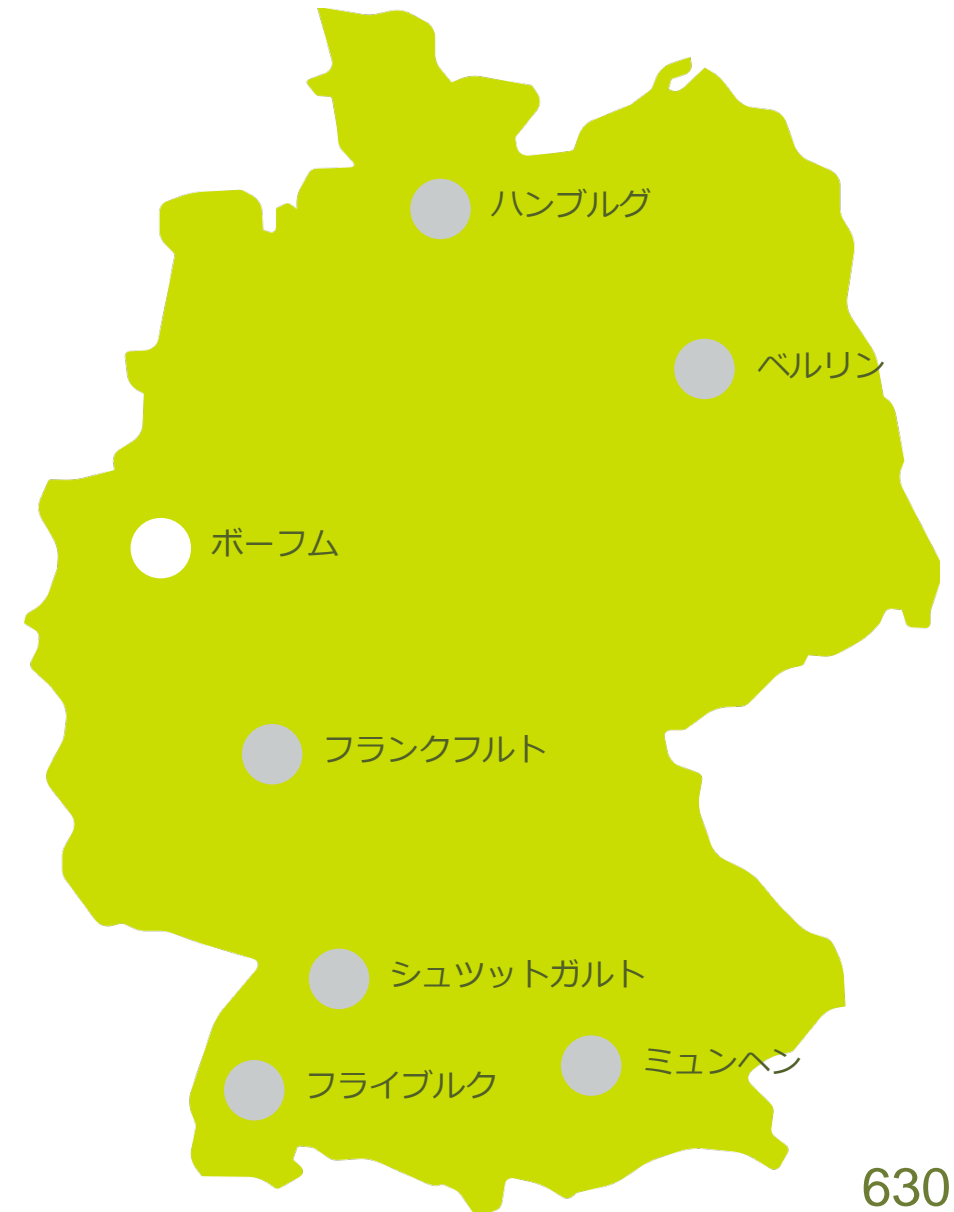 ハンブルグ
ベルリン
ボーフム
フランクフルト
シュツットガルト
ミュンヘン
フライブルク
630